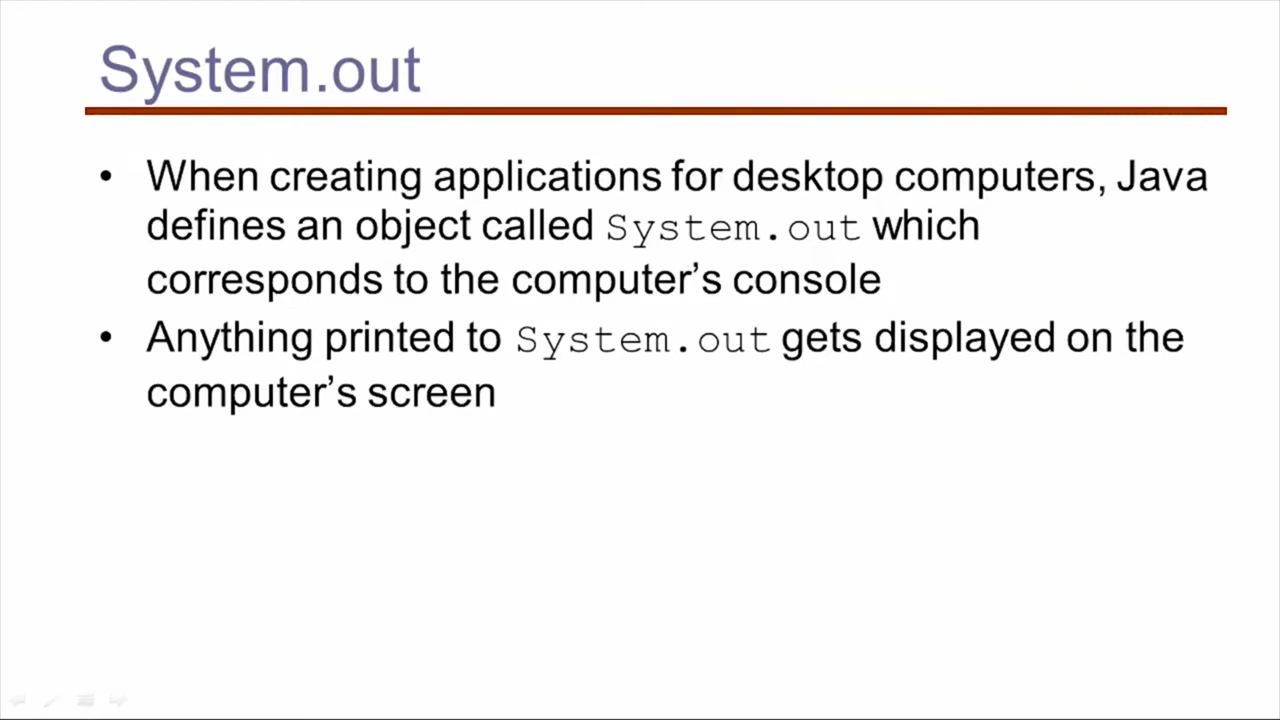 System.out
• When creating applications for desktop computers, Java
defines an object called System.out which
corresponds to the computer’s console
• Anything printed to System.out gets displayed on the
computer’s screen